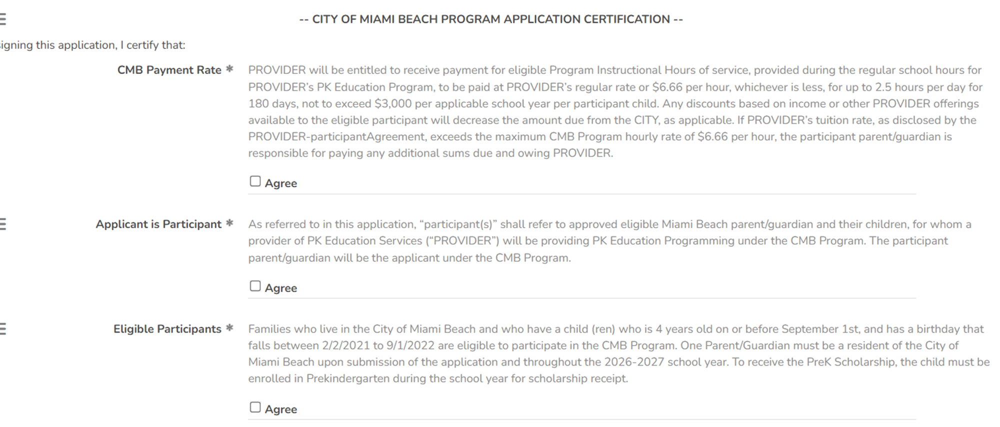 -- CITY OF MIAMI BEACH PROGRAM APPLICATION CERTIFICATION --
signing this application, I certify that:
CMB Payment Rate *
PROVIDER will be entitled to receive payment for eligible Program Instructional Hours of service, provided during the regular school hours for
PROVIDER's PK Education Program, to be paid at PROVIDER's regular rate or $6.66 per hour, whichever is less, for up to 2.5 hours per day for
180 days, not to exceed $3,000 per applicable school year per participant child. Any discounts based on income or other PROVIDER offerings
available to the eligible participant will decrease the amount due from the CITY, as applicable. If PROVIDER's tuition rate, as disclosed by the
PROVIDER-participantAgreement, exceeds the maximum CMB Program hourly rate of $6.66 per hour, the participant parent/guardian is
responsible for paying any additional sums due and owing PROVIDER.
Agree
Applicant is Participant *
As referred to in this application, “participant(s)” shall refer to approved eligible Miami Beach parent/guardian and their children, for whom a
provider of PK Education Services (“PROVIDER”) will be providing PK Education Programming under the CMB Program. The participant
parent/guardian will be the applicant under the CMB Program.
Agree
Eligible Participants *
Families who live in the City of Miami Beach and who have a child (ren) who is 4 years old on or before September 1st, and has a birthday that
falls between 2/2/2021 to 9/1/2022 are eligible to participate in the CMB Program. One Parent/Guardian must be a resident of the City of
Miami Beach upon submission of the application and throughout the 2026-2027 school year. To receive the PreK Scholarship, the child must be
enrolled in Prekindergarten during the school year for scholarship receipt.
Agree